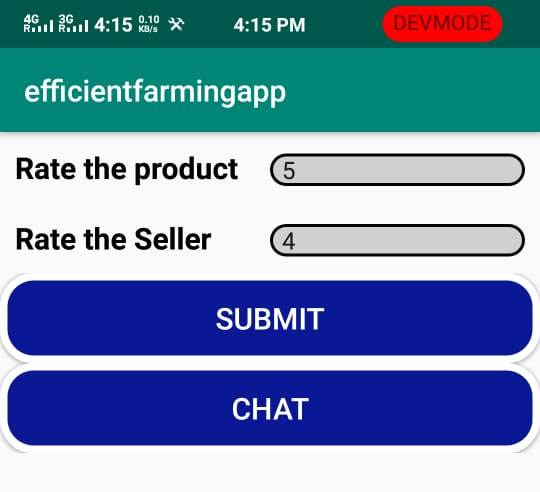 4G 3G 4:15 0.10 KB/s 4:15 PM DEVMODE
efficientfarmingapp
Rate the product 5
Rate the Seller 4
SUBMIT
CHAT